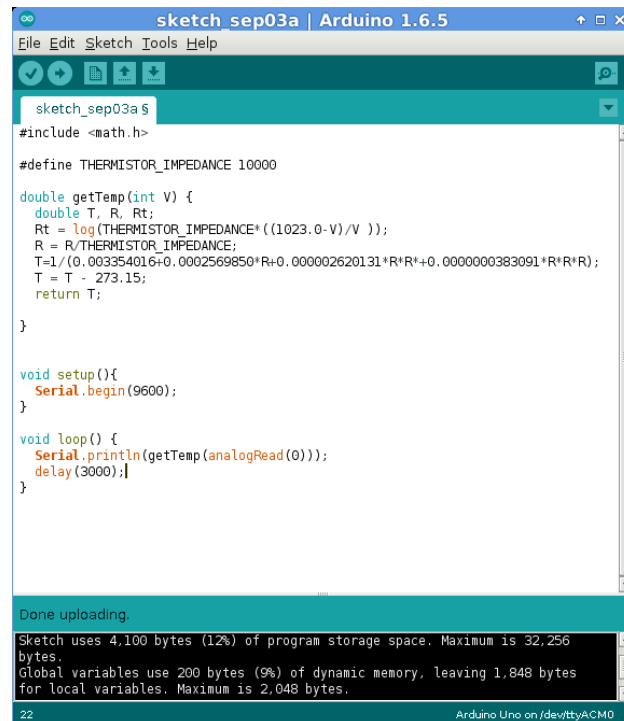 sketch_sep03a | Arduino 1.6.5
File Edit Sketch Tools Help
sketch_sep03a §
#include <math.h>
#define THERMISTOR_IMPEDANCE 10000
double getTemp(int V) {
  double T, R, Rt;
  Rt = log(THERMISTOR_IMPEDANCE*((1023.0-V)/V ));
  R = R/THERMISTOR_IMPEDANCE;
  T=1/(0.003354016+0.0002569850*R+0.000002620131*R*R*+0.0000000383091*R*R*R);
  T = T - 273.15;
  return T;
}
void setup(){
  Serial.begin(9600);
}
void loop() {
  Serial.println(getTemp(analogRead(0)));
  delay(3000);
}
Done uploading.
Sketch uses 4,100 bytes (12%) of program storage space. Maximum is 32,256
bytes.
Global variables use 200 bytes (9%) of dynamic memory, leaving 1,848 bytes
for local variables. Maximum is 2,048 bytes.
22 Arduino Uno on /dev/ttyACM0